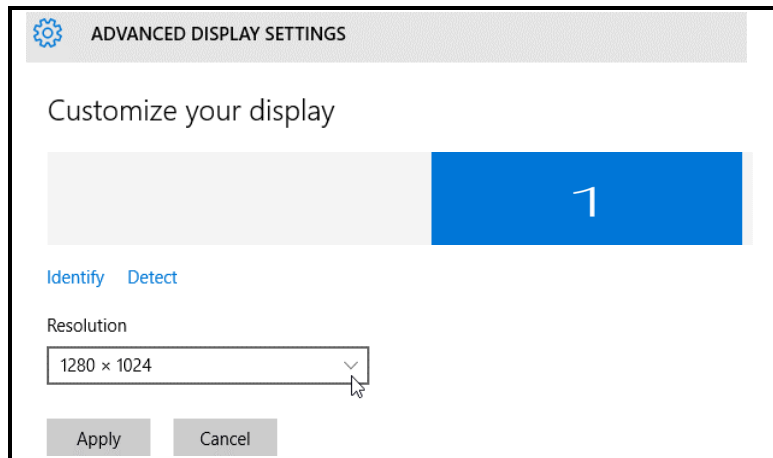 ADVANCED DISPLAY SETTINGS
Customize your display
1
Identify Detect
Resolution
1280 × 1024
Apply Cancel